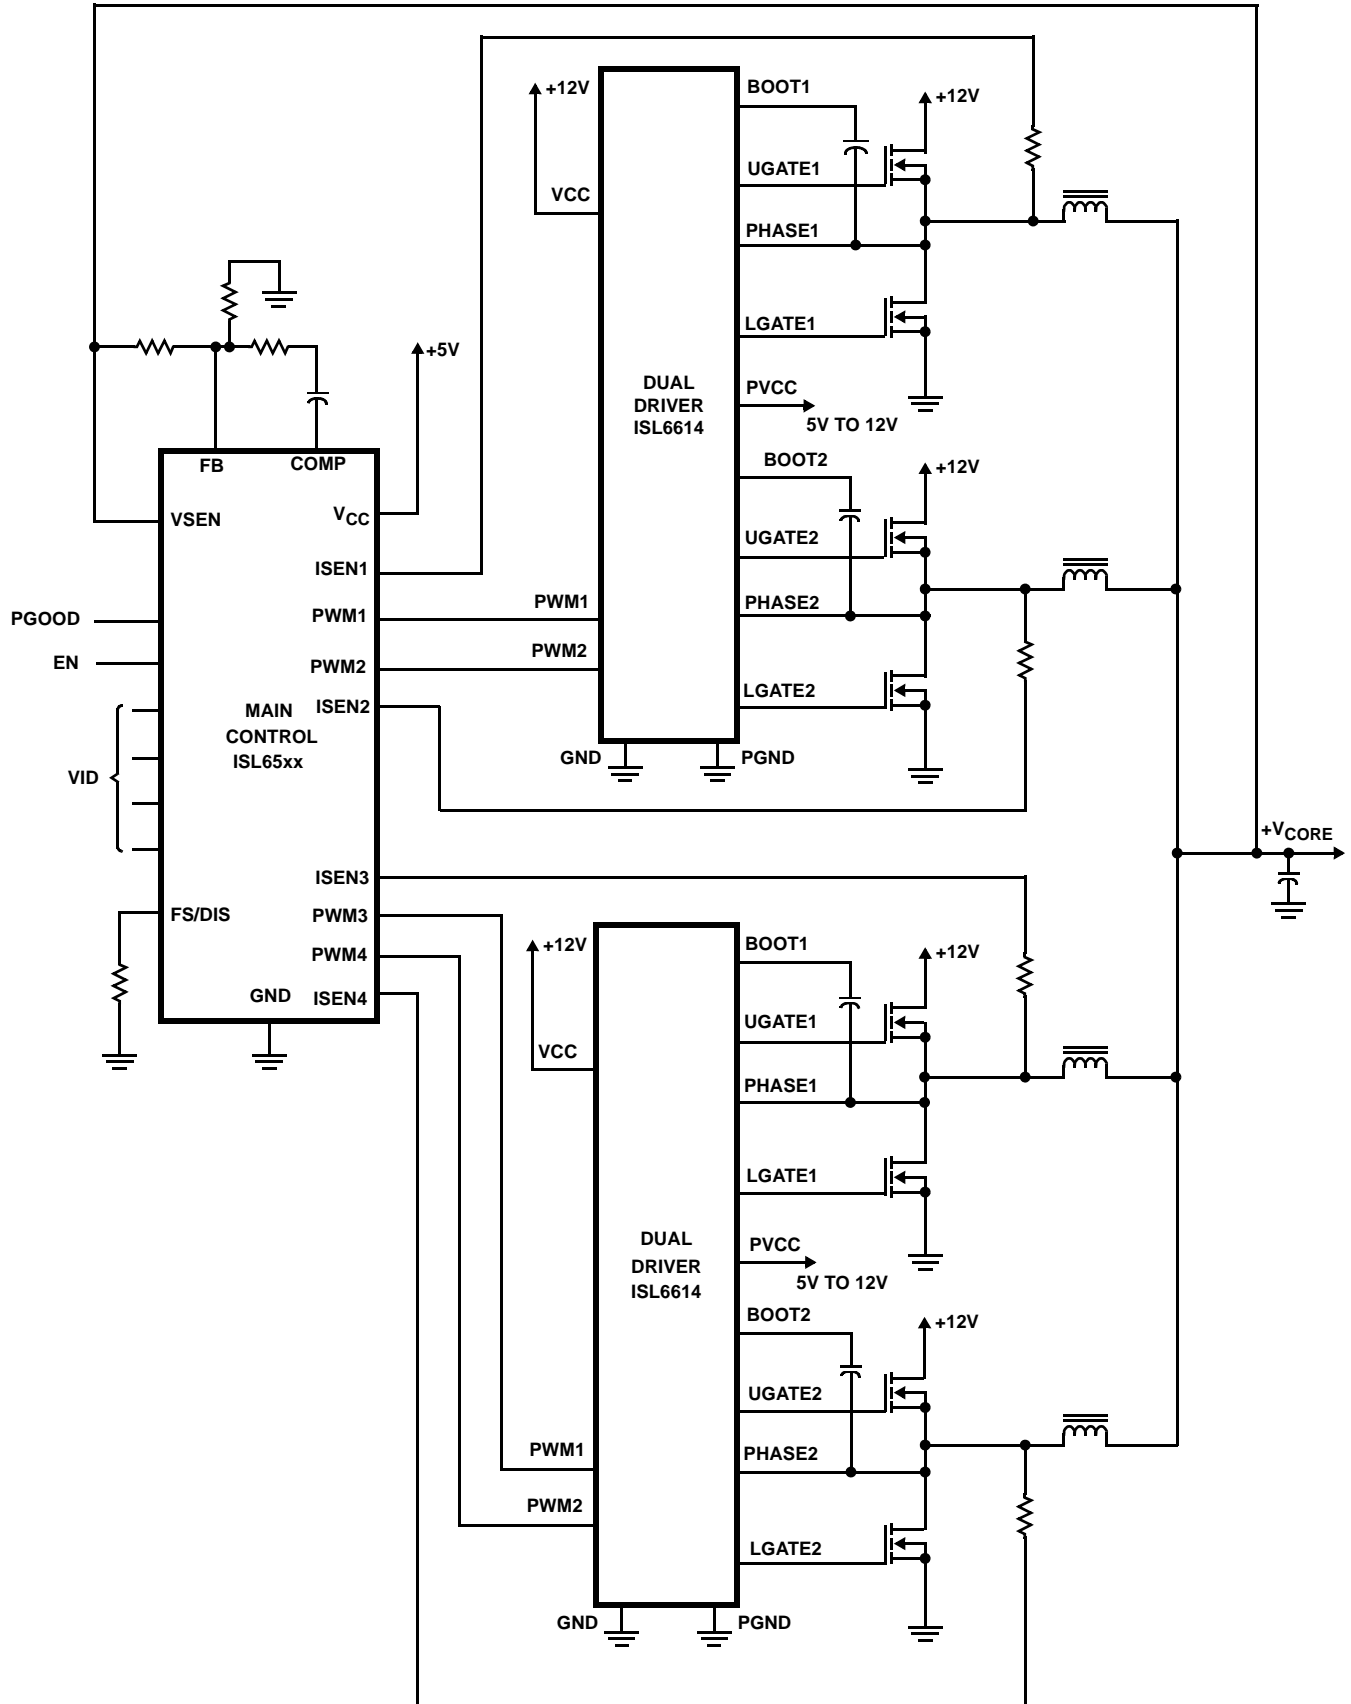 +12V
BOOT1
+12V
UGATE1
VCC
PHASE1
LGATE1
+5V
DUAL
DRIVER
ISL6614
PVCC
5V TO 12V
BOOT2
+12V
FB
COMP
VSEN
VCC
UGATE2
ISEN1
PWM1
PWM1
PHASE2
PGOOD
EN
PWM2
PWM2
LGATE2
ISEN2
MAIN
CONTROL
ISL65xx
VID
GND
PGND
+VCORE
ISEN3
FS/DIS
PWM3
PWM4
GND
ISEN4
+12V
BOOT1
+12V
UGATE1
VCC
PHASE1
LGATE1
DUAL
DRIVER
ISL6614
PVCC
5V TO 12V
BOOT2
+12V
UGATE2
PWM1
PHASE2
PWM2
LGATE2
GND
PGND